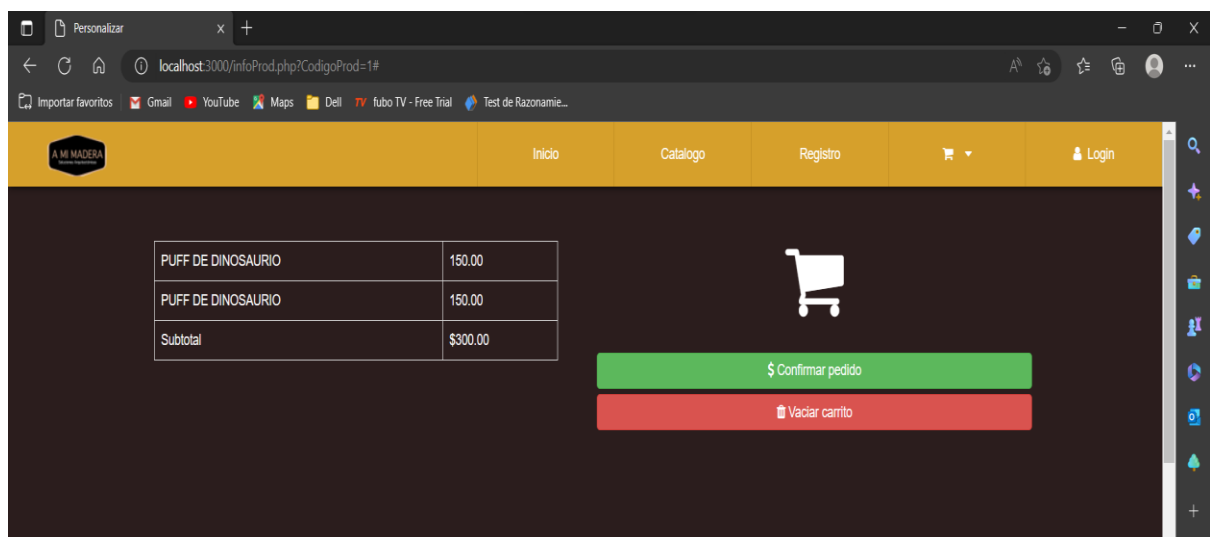 Personalizar
localhost:3000/infoProd.php?CodigoProd=1#
Importar favoritos Gmail YouTube Maps Dell fubo TV - Free Trial Test de Razonamie...
A MI MADERA
Inicio Catalogo Registro Login
PUFF DE DINOSAURIO 150.00
PUFF DE DINOSAURIO 150.00
Subtotal $300.00
$ Confirmar pedido
Vaciar carrito